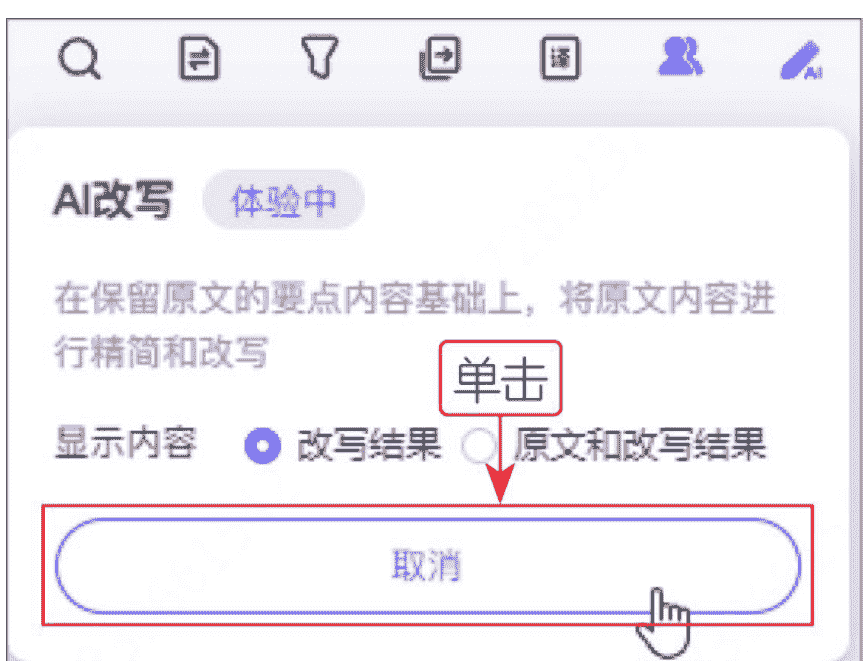 译
AI
AI改写 体验中
在保留原文的要点内容基础上，将原文内容进
行精简和改写
单击
显示内容 改写结果 原文和改写结果
取消